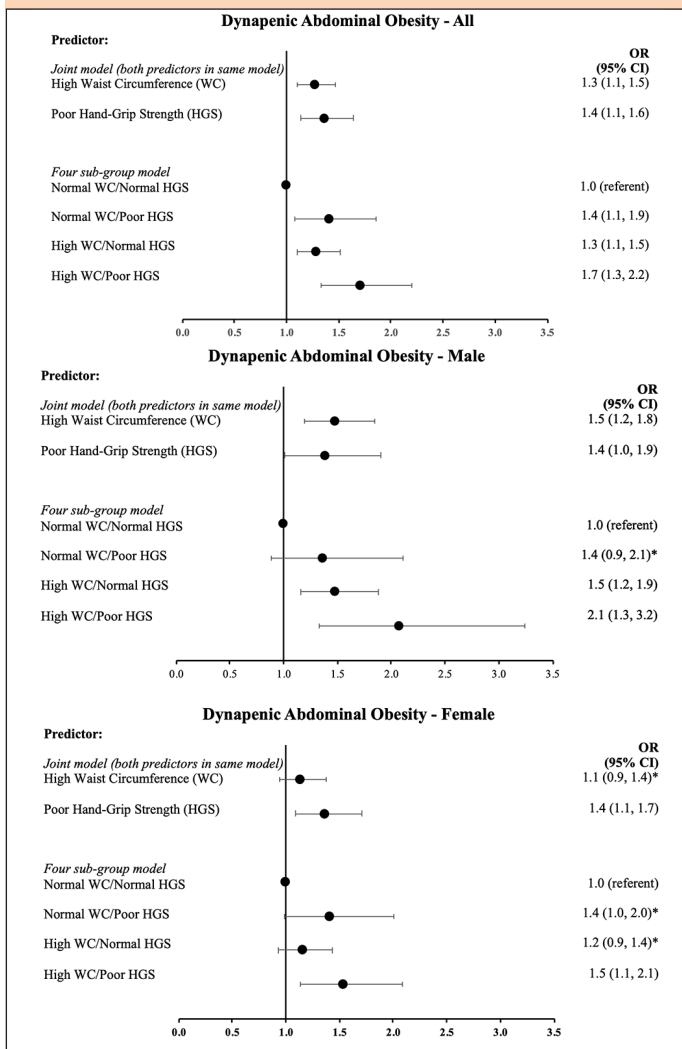 Dynapenic Abdominal Obesity - All
Predictor:
OR
Joint model (both predictors in same model) (95% CI)
High Waist Circumference (WC) 1.3 (1.1, 1.5)
Poor Hand-Grip Strength (HGS) 1.4 (1.1, 1.6)
Four sub-group model
Normal WC/Normal HGS 1.0 (referent)
Normal WC/Poor HGS 1.4 (1.1, 1.9)
High WC/Normal HGS 1.3 (1.1, 1.5)
High WC/Poor HGS 1.7 (1.3, 2.2)
0.0 0.5 1.0 1.5 2.0 2.5 3.0 3.5
Dynapenic Abdominal Obesity - Male
Predictor:
OR
Joint model (both predictors in same model) (95% CI)
High Waist Circumference (WC) 1.5 (1.2, 1.8)
Poor Hand-Grip Strength (HGS) 1.4 (1.0, 1.9)
Four sub-group model
Normal WC/Normal HGS 1.0 (referent)
Normal WC/Poor HGS 1.4 (0.9, 2.1)*
High WC/Normal HGS 1.5 (1.2, 1.9)
High WC/Poor HGS 2.1 (1.3, 3.2)
0.0 0.5 1.0 1.5 2.0 2.5 3.0 3.5
Dynapenic Abdominal Obesity - Female
Predictor:
OR
Joint model (both predictors in same model) (95% CI)
High Waist Circumference (WC) 1.1 (0.9, 1.4)*
Poor Hand-Grip Strength (HGS) 1.4 (1.1, 1.7)
Four sub-group model
Normal WC/Normal HGS 1.0 (referent)
Normal WC/Poor HGS 1.4 (1.0, 2.0)*
High WC/Normal HGS 1.2 (0.9, 1.4)*
High WC/Poor HGS 1.5 (1.1, 2.1)
0.0 0.5 1.0 1.5 2.0 2.5 3.0 3.5